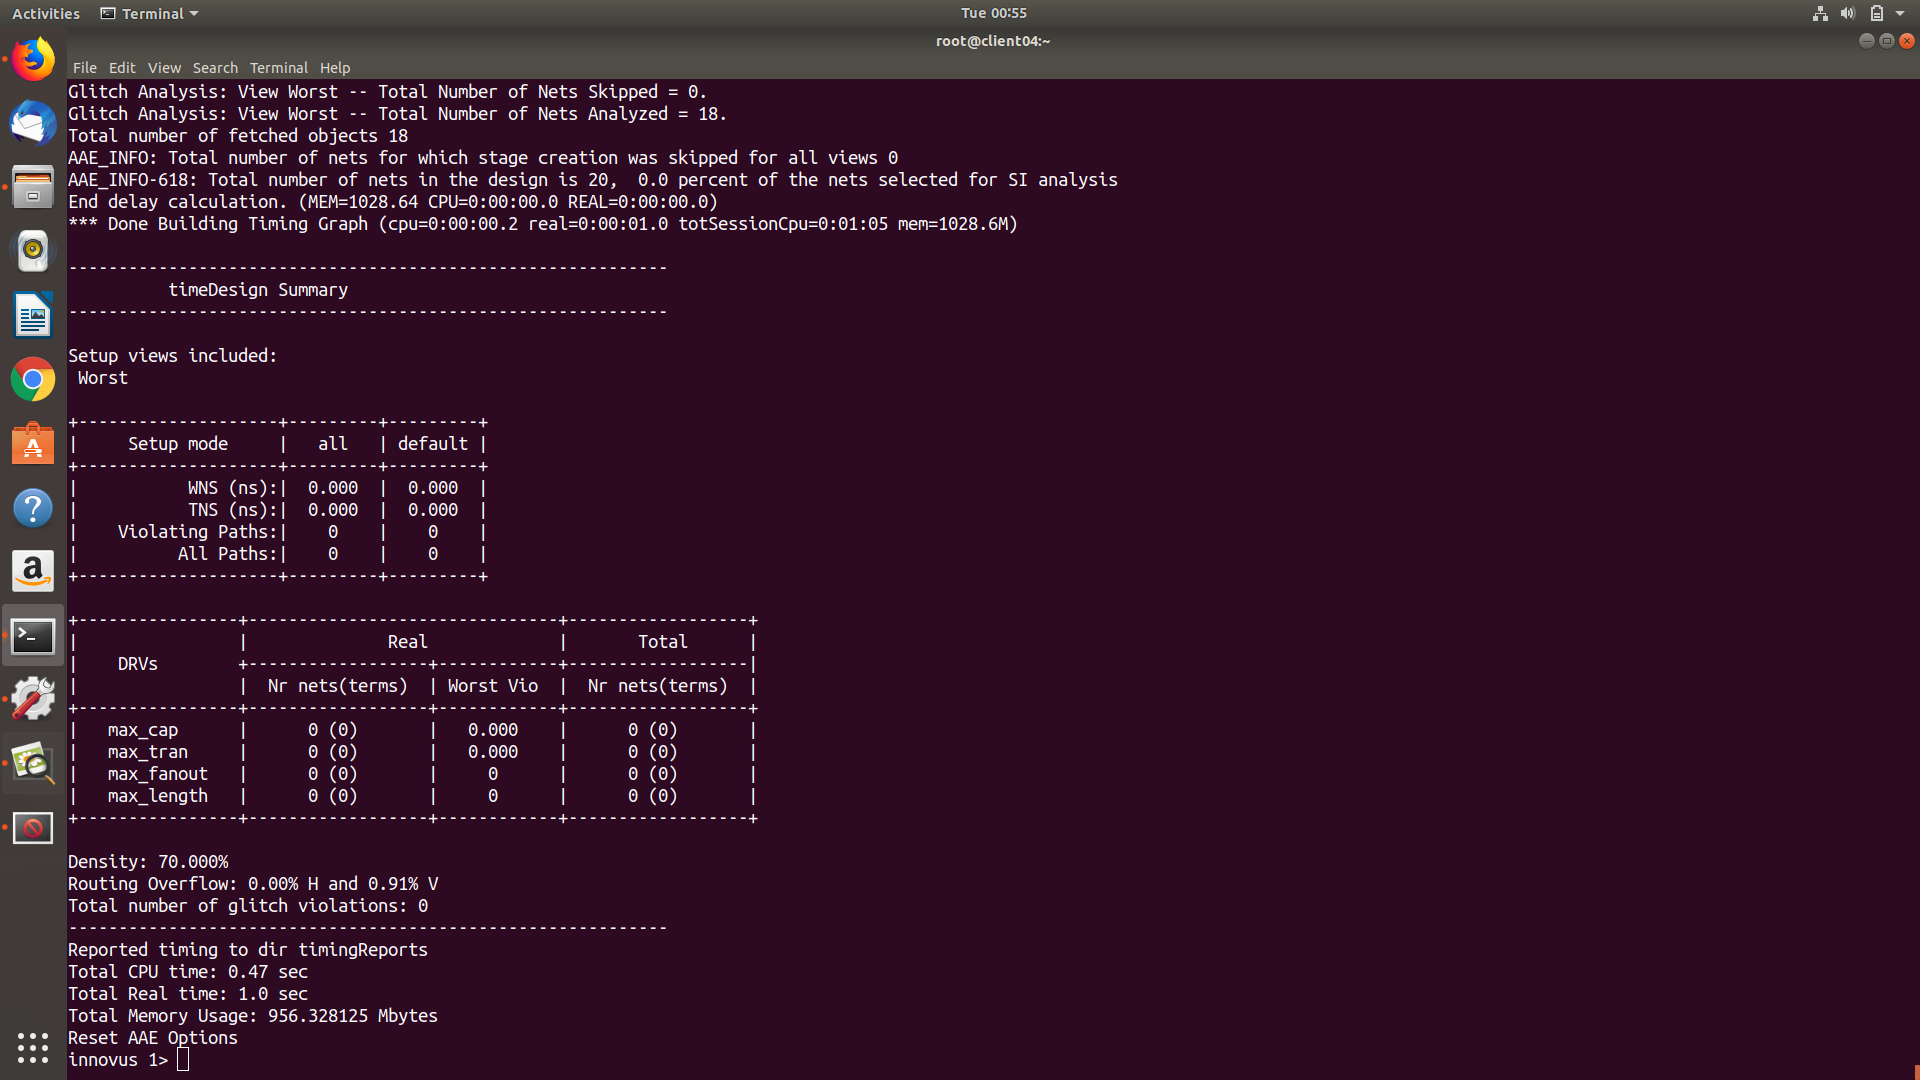 Activities Terminal Tue 00:55
root@client04:~
File Edit View Search Terminal Help
Glitch Analysis: View Worst -- Total Number of Nets Skipped = 0.
Glitch Analysis: View Worst -- Total Number of Nets Analyzed = 18.
Total number of fetched objects 18
AAE_INFO: Total number of nets for which stage creation was skipped for all views 0
AAE_INFO-618: Total number of nets in the design is 20,  0.0 percent of the nets selected for SI analysis
End delay calculation. (MEM=1028.64 CPU=0:00:00.0 REAL=0:00:00.0)
*** Done Building Timing Graph (cpu=0:00:00.2 real=0:00:01.0 totSessionCpu=0:01:05 mem=1028.6M)
------------------------------------------------------------
          timeDesign Summary
------------------------------------------------------------
Setup views included:
 Worst
+--------------------+---------+---------+
|     Setup mode     |   all   | default |
+--------------------+---------+---------+
|           WNS (ns):|  0.000  |  0.000  |
|           TNS (ns):|  0.000  |  0.000  |
|    Violating Paths:|    0    |    0    |
|          All Paths:|    0    |    0    |
+--------------------+---------+---------+
+----------------+-------------------------------+------------------+
|                |              Real             |       Total      |
|    DRVs        +------------------+------------+------------------|
|                |  Nr nets(terms)  | Worst Vio  |  Nr nets(terms)  |
+----------------+------------------+------------+------------------+
|   max_cap      |      0 (0)       |   0.000    |      0 (0)       |
|   max_tran     |      0 (0)       |   0.000    |      0 (0)       |
|   max_fanout   |      0 (0)       |     0      |      0 (0)       |
|   max_length   |      0 (0)       |     0      |      0 (0)       |
+----------------+------------------+------------+------------------+
Density: 70.000%
Routing Overflow: 0.00% H and 0.91% V
Total number of glitch violations: 0
------------------------------------------------------------
Reported timing to dir timingReports
Total CPU time: 0.47 sec
Total Real time: 1.0 sec
Total Memory Usage: 956.328125 Mbytes
Reset AAE Options
innovus 1>